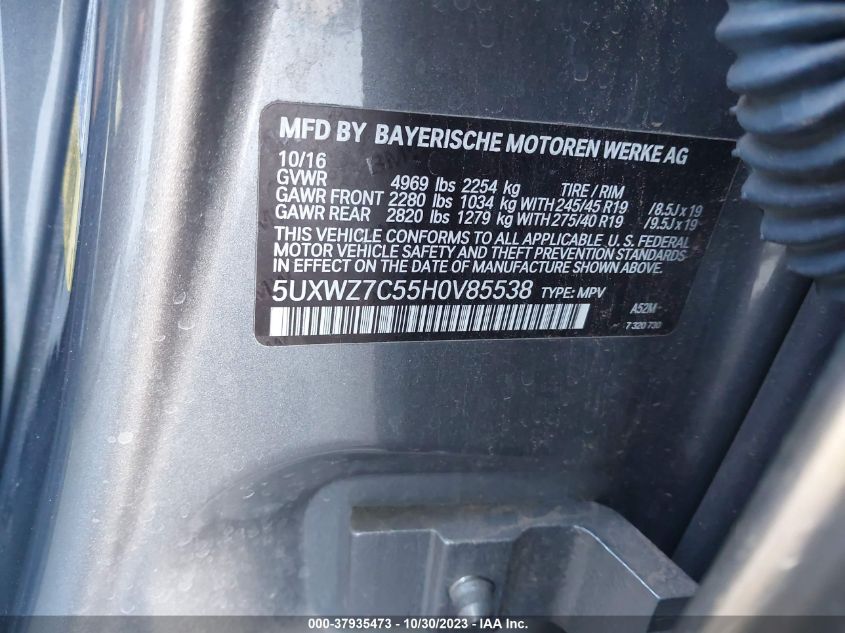 MFD BY BAYERISCHE MOTOREN WERKE AG
10/16
GVWR 4969 lbs 2254 kg TIRE / RIM
GAWR FRONT 2280 lbs 1034 kg WITH 245/45 R19 /8.5J x 19
GAWR REAR 2820 lbs 1279 kg WITH 275/40 R19 /9.5J x 19
THIS VEHICLE CONFORMS TO ALL APPLICABLE U. S. FEDERAL
MOTOR VEHICLE SAFETY AND THEFT PREVENTION STANDARDS
IN EFFECT ON THE DATE OF MANUFACTURE SHOWN ABOVE.
5UXWZ7C55H0V85538 TYPE: MPV
A52M
7 320 730
000-37935473 - 10/30/2023 - IAA Inc.